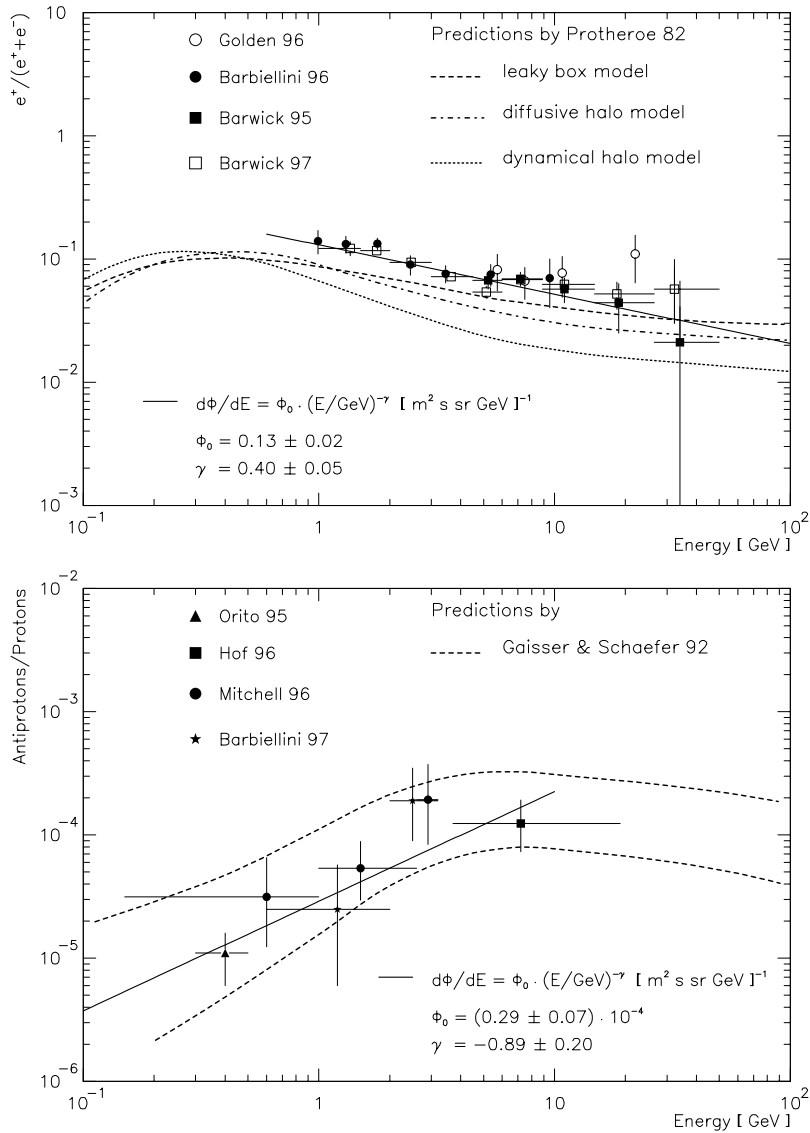 e⁺/(e⁺+e⁻)
10
1
10⁻¹
10⁻²
10⁻³
Golden 96
Barbiellini 96
Barwick 95
Barwick 97
Predictions by Protheroe 82
leaky box model
diffusive halo model
dynamical halo model
dΦ/dE = Φ₀ · (E/GeV)⁻ᵞ [ m² s sr GeV ]⁻¹
Φ₀ = 0.13 ± 0.02
γ = 0.40 ± 0.05
10⁻¹ 1 10 10²
Energy [ GeV ]
Antiprotons/Protons
10⁻²
10⁻³
10⁻⁴
10⁻⁵
10⁻⁶
Orito 95
Hof 96
Mitchell 96
Barbiellini 97
Predictions by
Gaisser & Schaefer 92
dΦ/dE = Φ₀ · (E/GeV)⁻ᵞ [ m² s sr GeV ]⁻¹
Φ₀ = (0.29 ± 0.07) · 10⁻⁴
γ = −0.89 ± 0.20
10⁻¹ 1 10 10²
Energy [ GeV ]